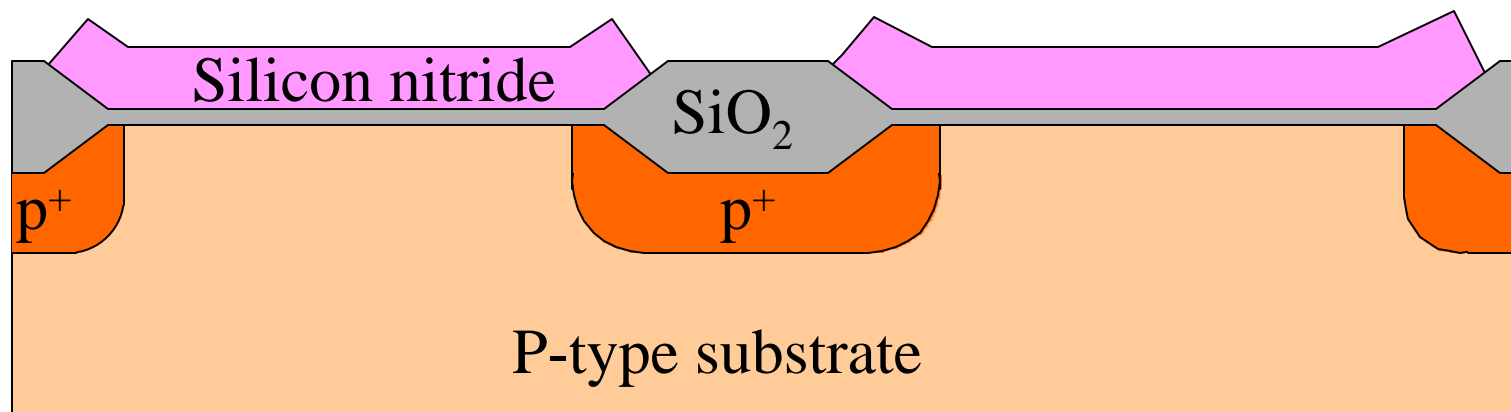 Silicon nitride
SiO₂
p⁺
p⁺
P-type substrate